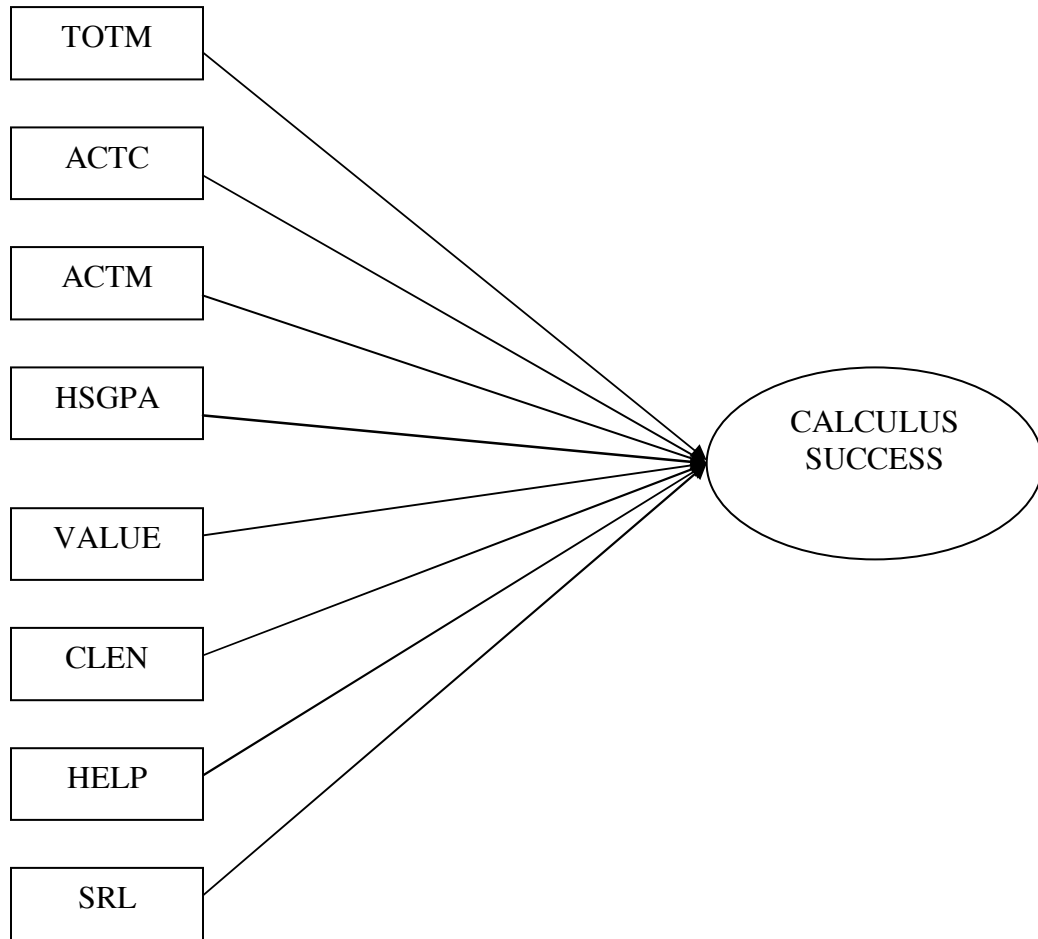 TOTM
ACTC
ACTM
HSGPA
VALUE
CLEN
HELP
SRL
CALCULUS
SUCCESS